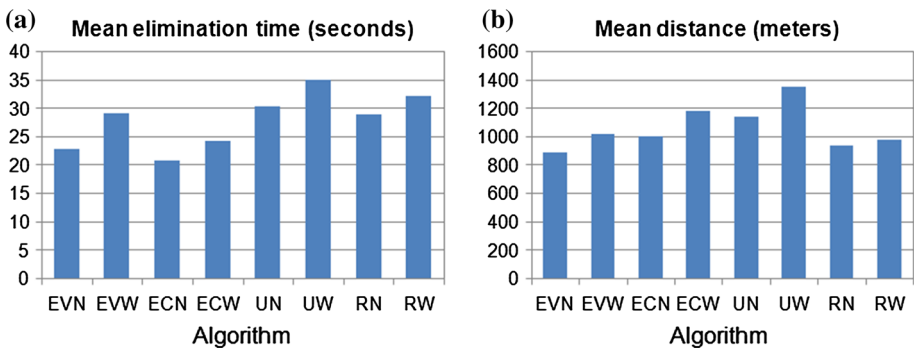 (a)
Mean elimination time (seconds)
40
35
30
25
20
15
10
5
0
EVN EVW ECN ECW UN UW RN RW
Algorithm
(b)
Mean distance (meters)
1600
1400
1200
1000
800
600
400
200
0
EVN EVW ECN ECW UN UW RN RW
Algorithm